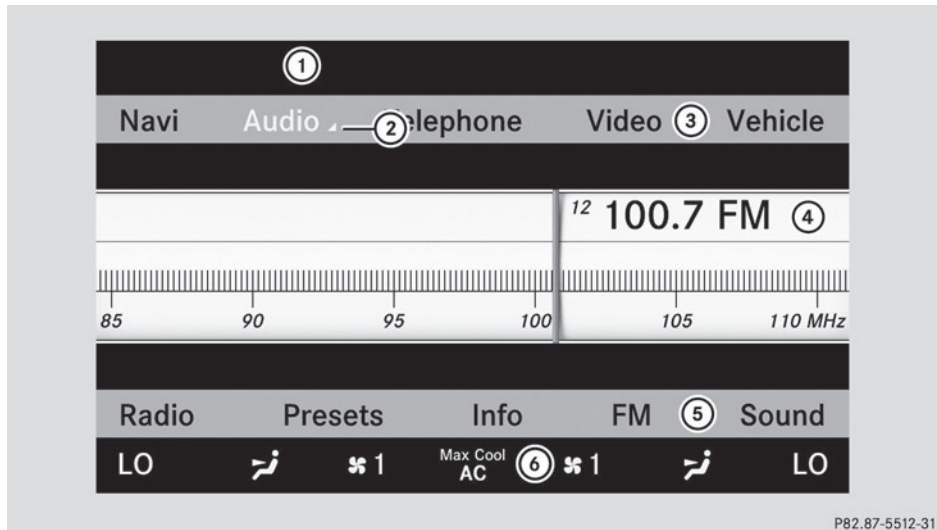 1
Navi Audio 2 elephone Video 3 Vehicle
12 100.7 FM 4
85 90 95 100 105 110 MHz
Radio Presets Info FM 5 Sound
LO 1 Max Cool AC 6 1 LO
P82.87-5512-31